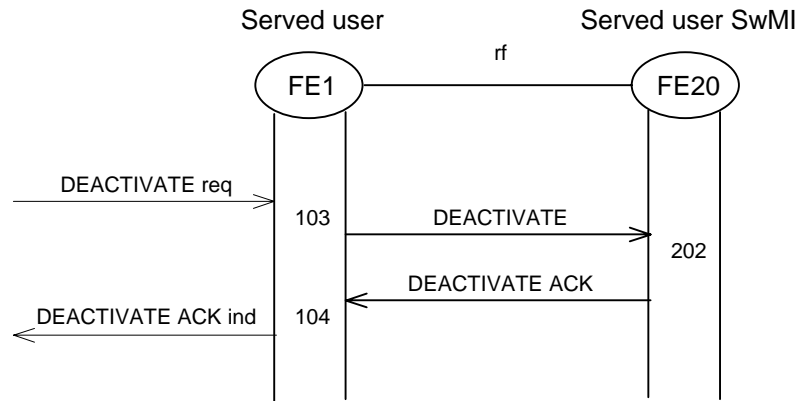 Served user
Served user SwMI
rf
FE1
FE20
DEACTIVATE req
103
DEACTIVATE
202
DEACTIVATE ACK
DEACTIVATE ACK ind
104